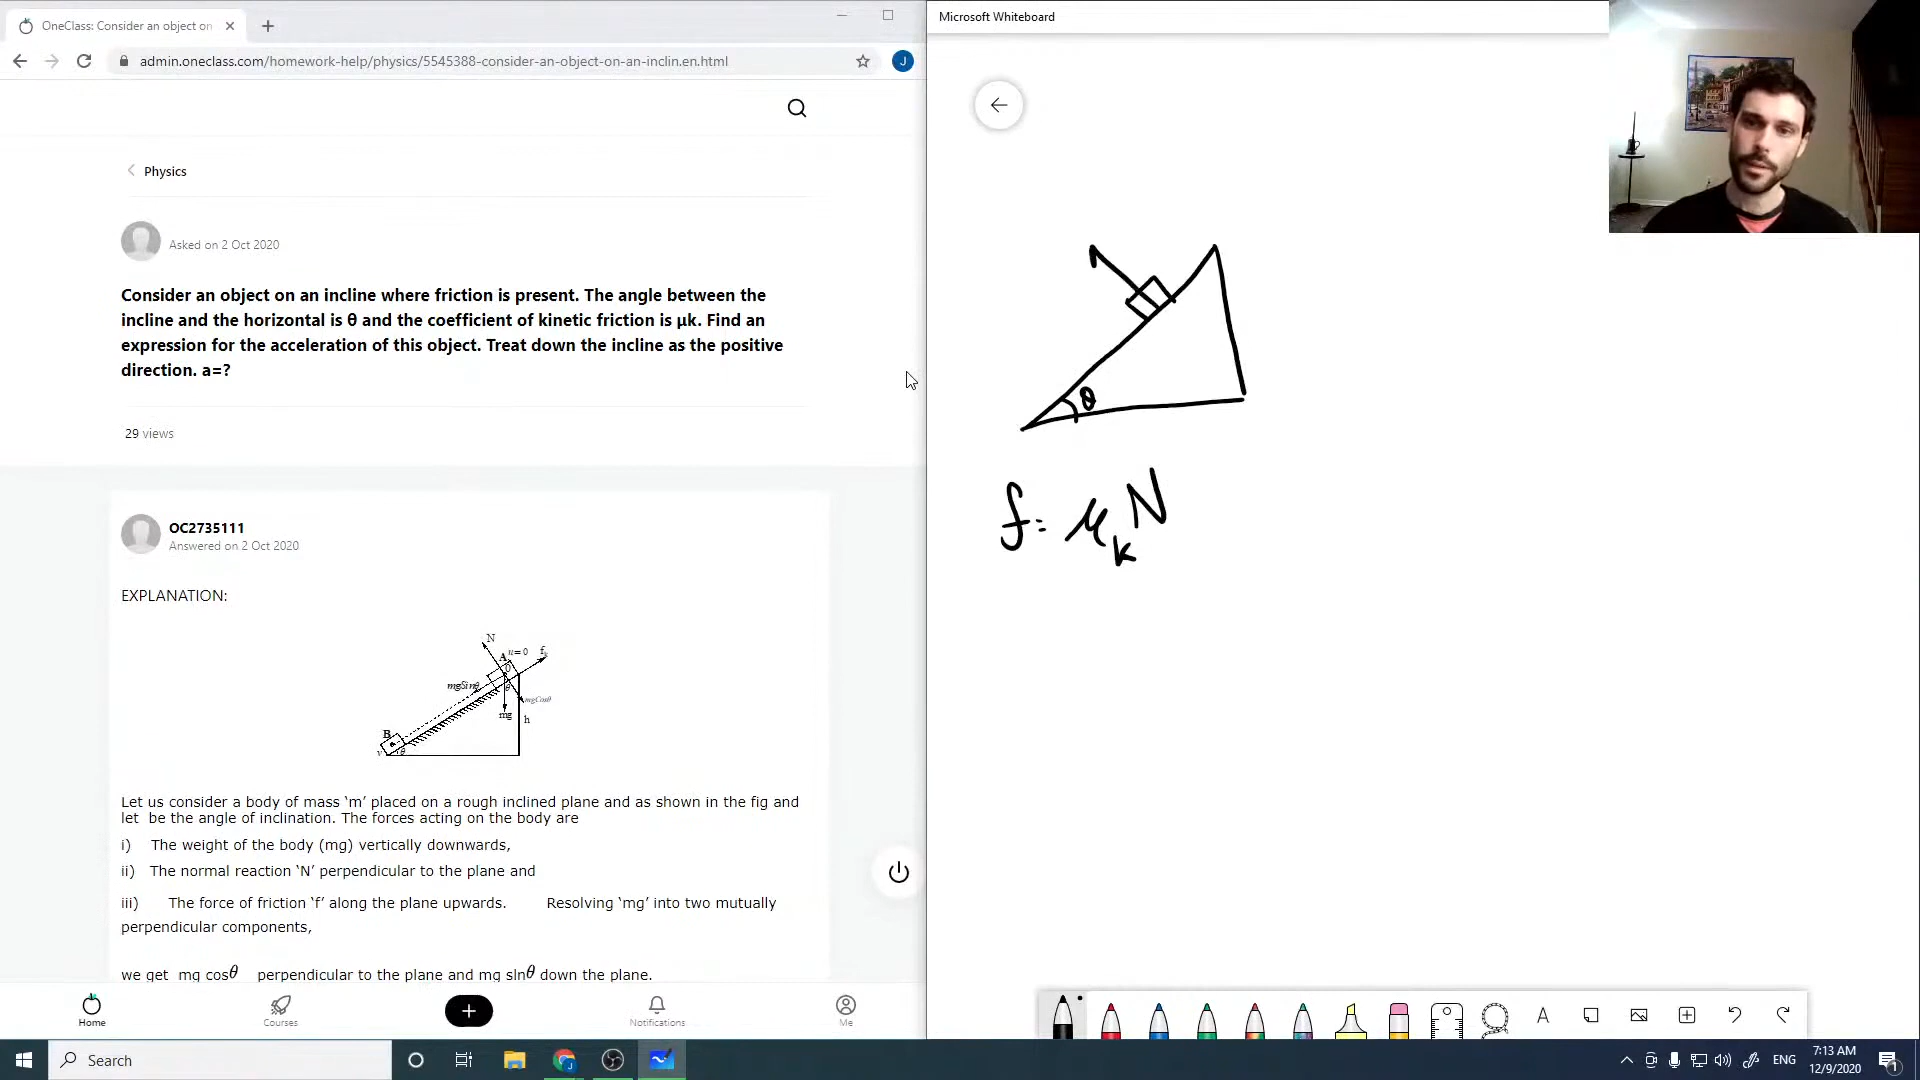 OneClass: Consider an object on
Microsoft Whiteboard
admin.oneclass.com/homework-help/physics/5545388-consider-an-object-on-an-inclin.en.html
J
Physics
Asked on 2 Oct 2020
Consider an object on an incline where friction is present. The angle between the
incline and the horizontal is θ and the coefficient of kinetic friction is μk. Find an
expression for the acceleration of this object. Treat down the incline as the positive
direction. a=?
29 views
θ
f = μk N
OC2735111
Answered on 2 Oct 2020
EXPLANATION:
N
A u=0 fk
0
mgSinθ θ
mgCosθ
mg h
B
v θ
Let us consider a body of mass ‘m’ placed on a rough inclined plane and as shown in the fig and
let be the angle of inclination. The forces acting on the body are
i) The weight of the body (mg) vertically downwards,
ii) The normal reaction ‘N’ perpendicular to the plane and
iii) The force of friction ‘f’ along the plane upwards. Resolving ‘mg’ into two mutually
perpendicular components,
we get mg cosθ perpendicular to the plane and mg slnθ down the plane.
Home Courses Notifications Me
A
Search
J
ENG
7:13 AM
12/9/2020
1